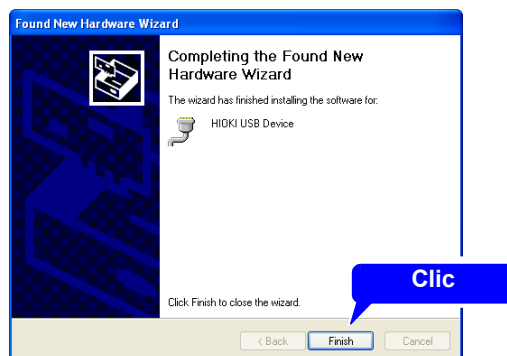 Found New Hardware Wizard
Completing the Found New
Hardware Wizard
The wizard has finished installing the software for:
HIOKI USB Device
Clic
Click Finish to close the wizard.
< Back
Finish
Cancel